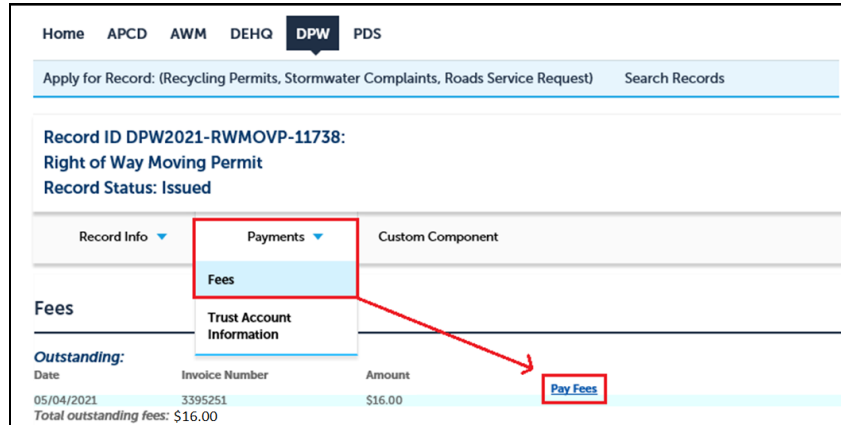 Home APCD AWM DEHQ DPW PDS
Apply for Record: (Recycling Permits, Stormwater Complaints, Roads Service Request) Search Records
Record ID DPW2021-RWMOVP-11738:
Right of Way Moving Permit
Record Status: Issued
Record Info Payments Custom Component
Fees
Trust Account
Information
Fees
Outstanding:
Date Invoice Number Amount
Pay Fees
05/04/2021 3395251 $16.00
Total outstanding fees: $16.00